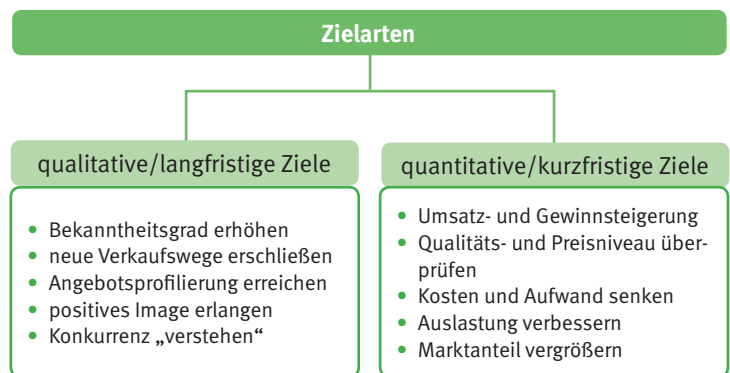 Zielarten
qualitative/langfristige Ziele
• Bekanntheitsgrad erhöhen
• neue Verkaufswege erschließen
• Angebotsprofilierung erreichen
• positives Image erlangen
• Konkurrenz „verstehen“
quantitative/kurzfristige Ziele
• Umsatz- und Gewinnsteigerung
• Qualitäts- und Preisniveau über-
prüfen
• Kosten und Aufwand senken
• Auslastung verbessern
• Marktanteil vergrößern